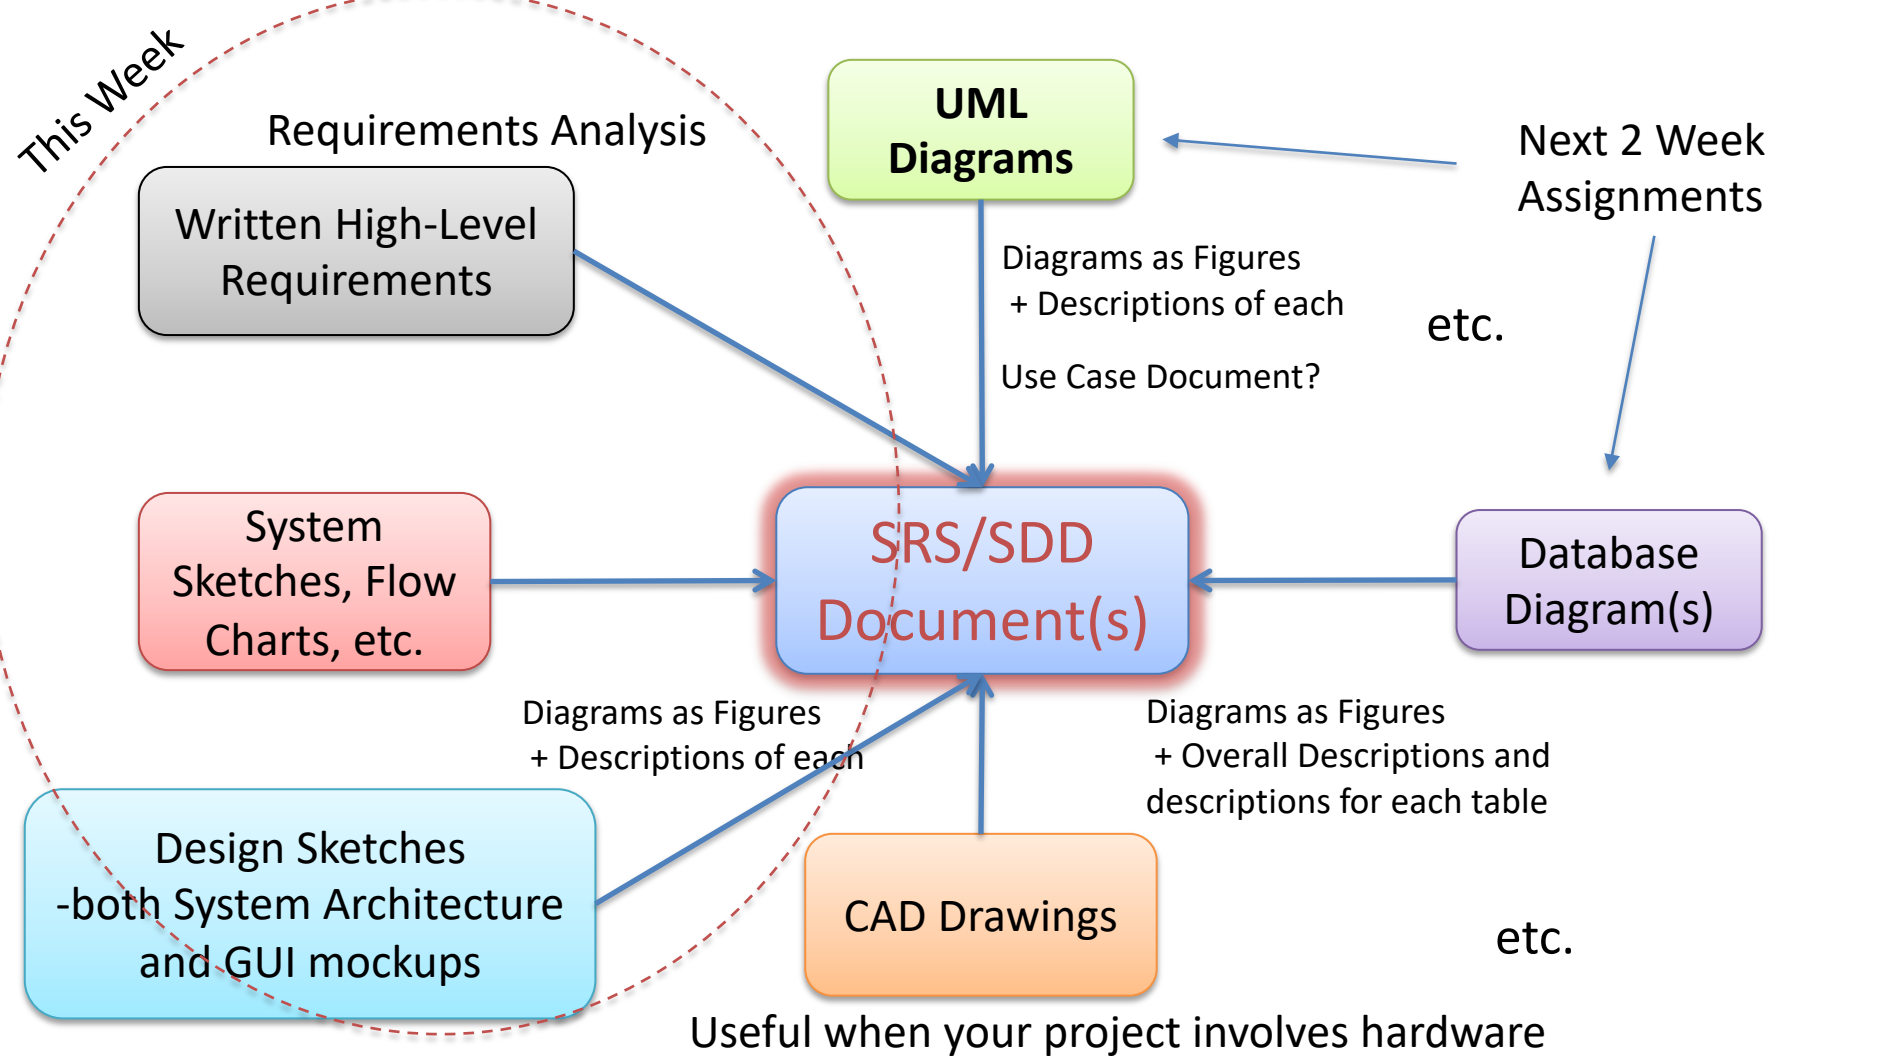 This Week
Requirements Analysis
Written High-Level
Requirements
UML
Diagrams
Next 2 Week
Assignments
Diagrams as Figures
+ Descriptions of each
Use Case Document?
etc.
System
Sketches, Flow
Charts, etc.
SRS/SDD
Document(s)
Database
Diagram(s)
Diagrams as Figures
+ Descriptions of each
Diagrams as Figures
+ Overall Descriptions and
descriptions for each table
Design Sketches
-both System Architecture
and GUI mockups
CAD Drawings
etc.
Useful when your project involves hardware